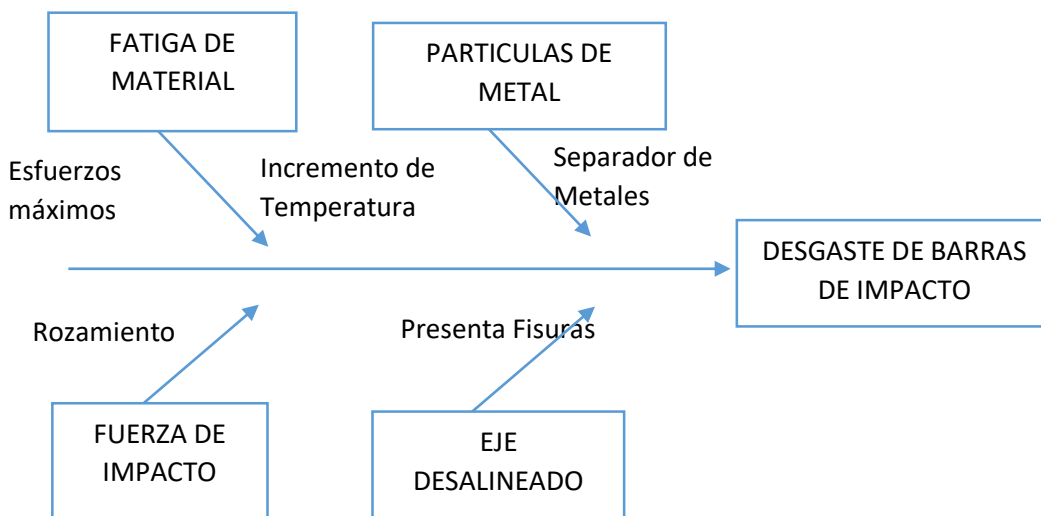 FATIGA DE
MATERIAL
PARTICULAS DE
METAL
Esfuerzos
máximos
Incremento de
Temperatura
Separador de
Metales
DESGASTE DE BARRAS
DE IMPACTO
Rozamiento
Presenta Fisuras
FUERZA DE
IMPACTO
EJE
DESALINEADO